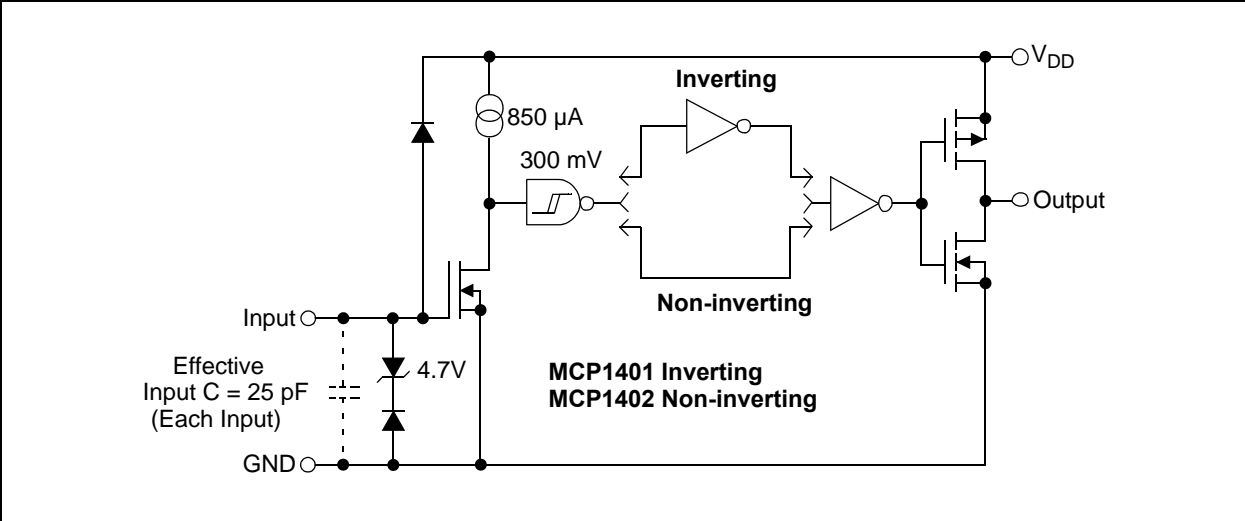 V_DD
Inverting
850 µA
300 mV
Output
Non-inverting
Input
Effective
Input C = 25 pF
(Each Input)
4.7V
MCP1401 Inverting
MCP1402 Non-inverting
GND